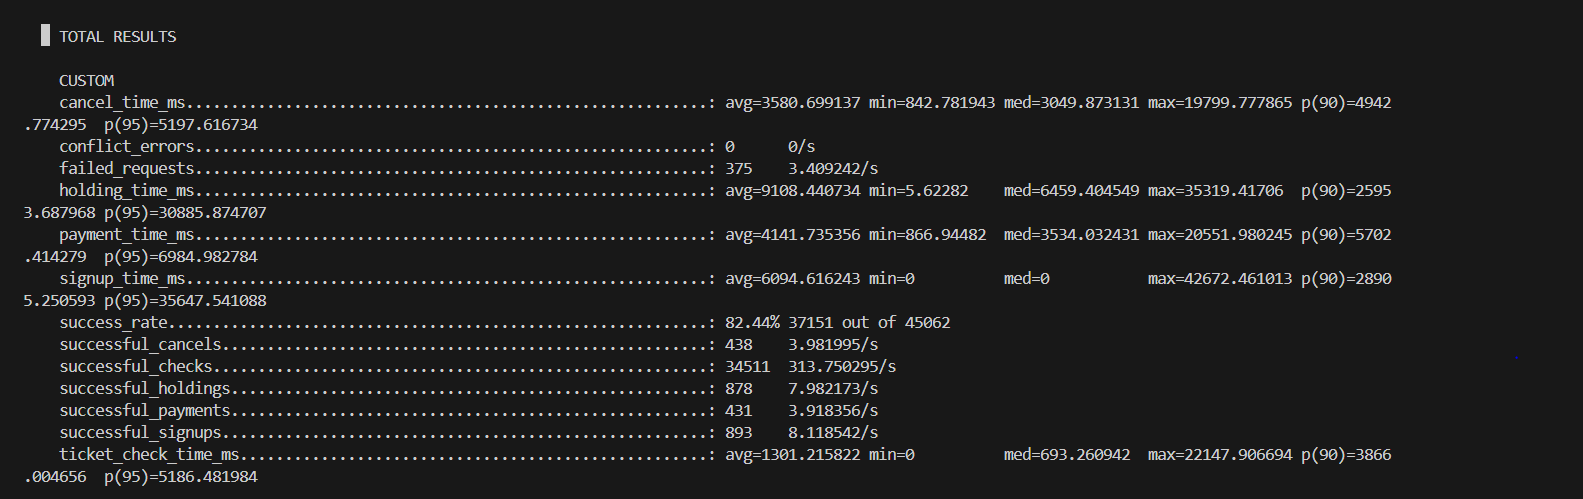 TOTAL RESULTS
CUSTOM
cancel_time_ms..........................................................: avg=3580.699137 min=842.781943 med=3049.873131 max=19799.777865 p(90)=4942
.774295  p(95)=5197.616734
conflict_errors.........................................................: 0      0/s
failed_requests.........................................................: 375    3.409242/s
holding_time_ms.........................................................: avg=9108.440734 min=5.62282    med=6459.404549 max=35319.41706  p(90)=2595
3.687968 p(95)=30885.874707
payment_time_ms.........................................................: avg=4141.735356 min=866.94482  med=3534.032431 max=20551.980245 p(90)=5702
.414279  p(95)=6984.982784
signup_time_ms..........................................................: avg=6094.616243 min=0          med=0           max=42672.461013 p(90)=2890
5.250593 p(95)=35647.541088
success_rate............................................................: 82.44% 37151 out of 45062
successful_cancels......................................................: 438    3.981995/s
successful_checks.......................................................: 34511  313.750295/s
successful_holdings.....................................................: 878    7.982173/s
successful_payments.....................................................: 431    3.918356/s
successful_signups......................................................: 893    8.118542/s
ticket_check_time_ms....................................................: avg=1301.215822 min=0          med=693.260942  max=22147.906694 p(90)=3866
.004656  p(95)=5186.481984